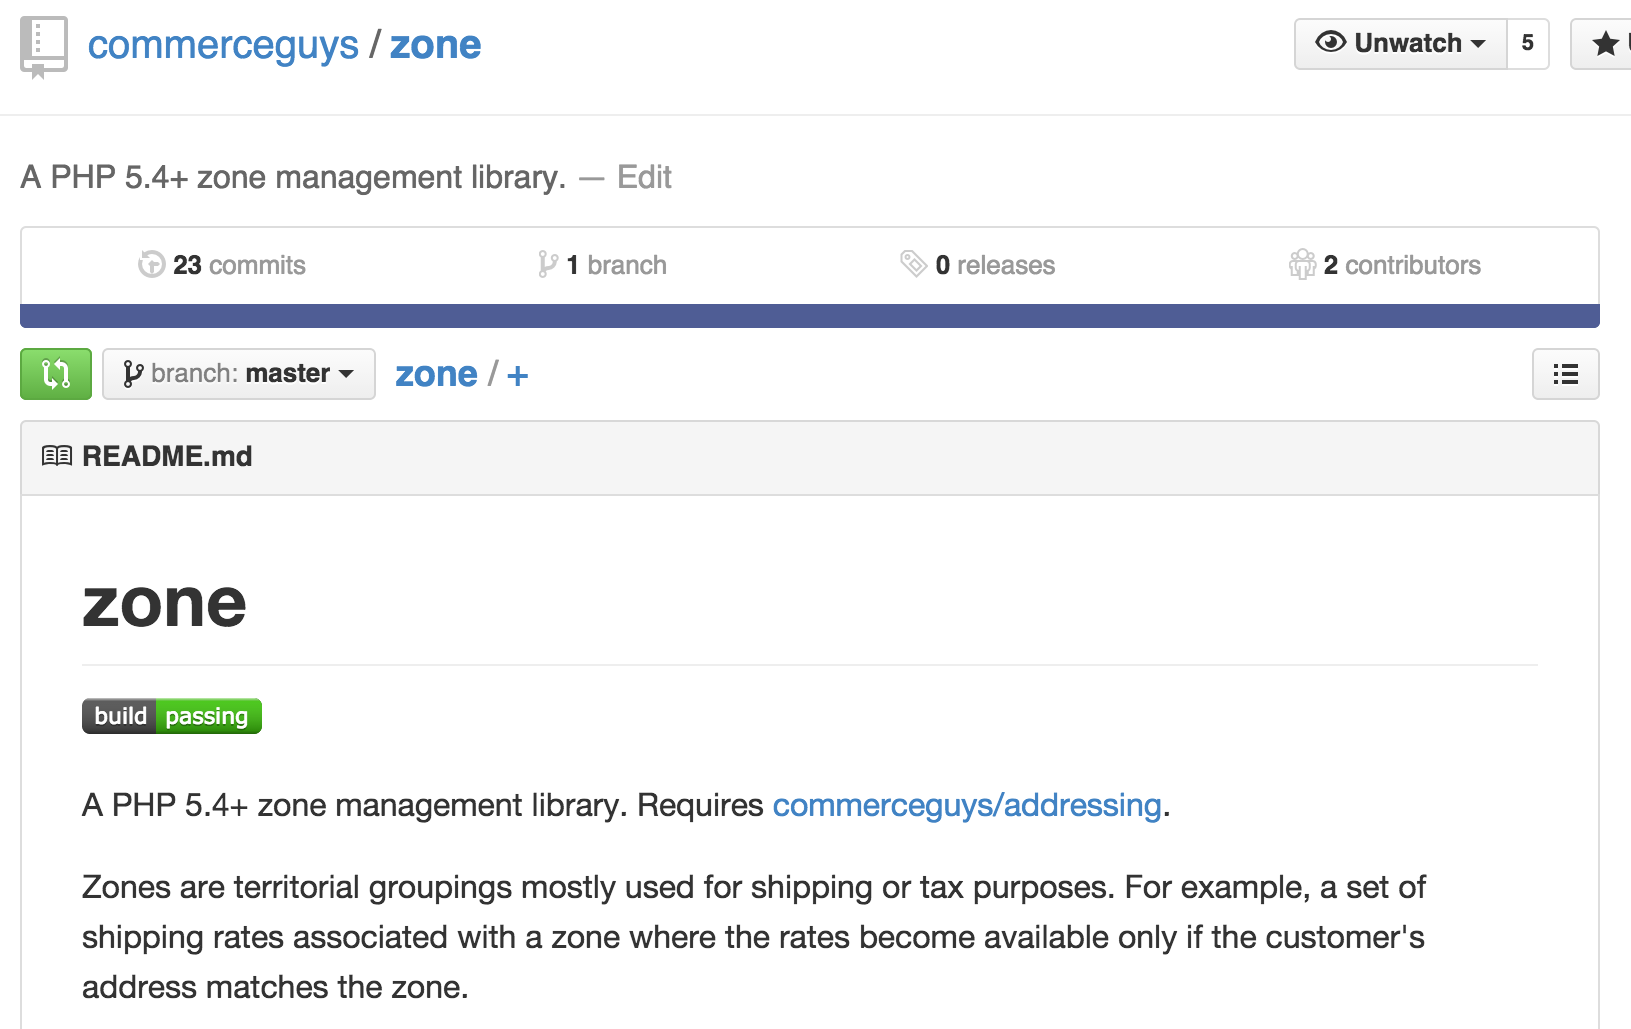 commerceguys / zone
Unwatch 5
A PHP 5.4+ zone management library. — Edit
23 commits 1 branch 0 releases 2 contributors
branch: master zone / +
README.md
zone
build passing
A PHP 5.4+ zone management library. Requires commerceguys/addressing.
Zones are territorial groupings mostly used for shipping or tax purposes. For example, a set of
shipping rates associated with a zone where the rates become available only if the customer's
address matches the zone.